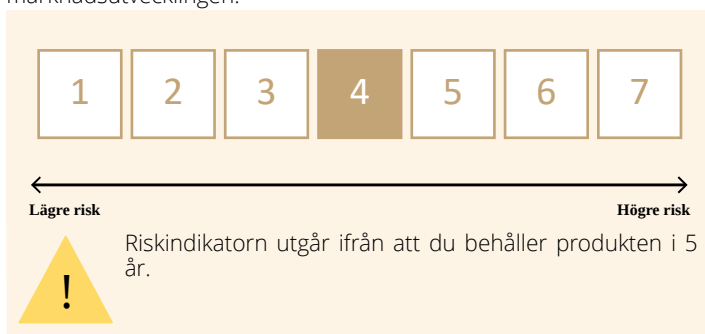 marknadsutvecklingen.
1 2 3 4 5 6 7
Lägre risk Högre risk
Riskindikatorn utgår ifrån att du behåller produkten i 5
år.
!